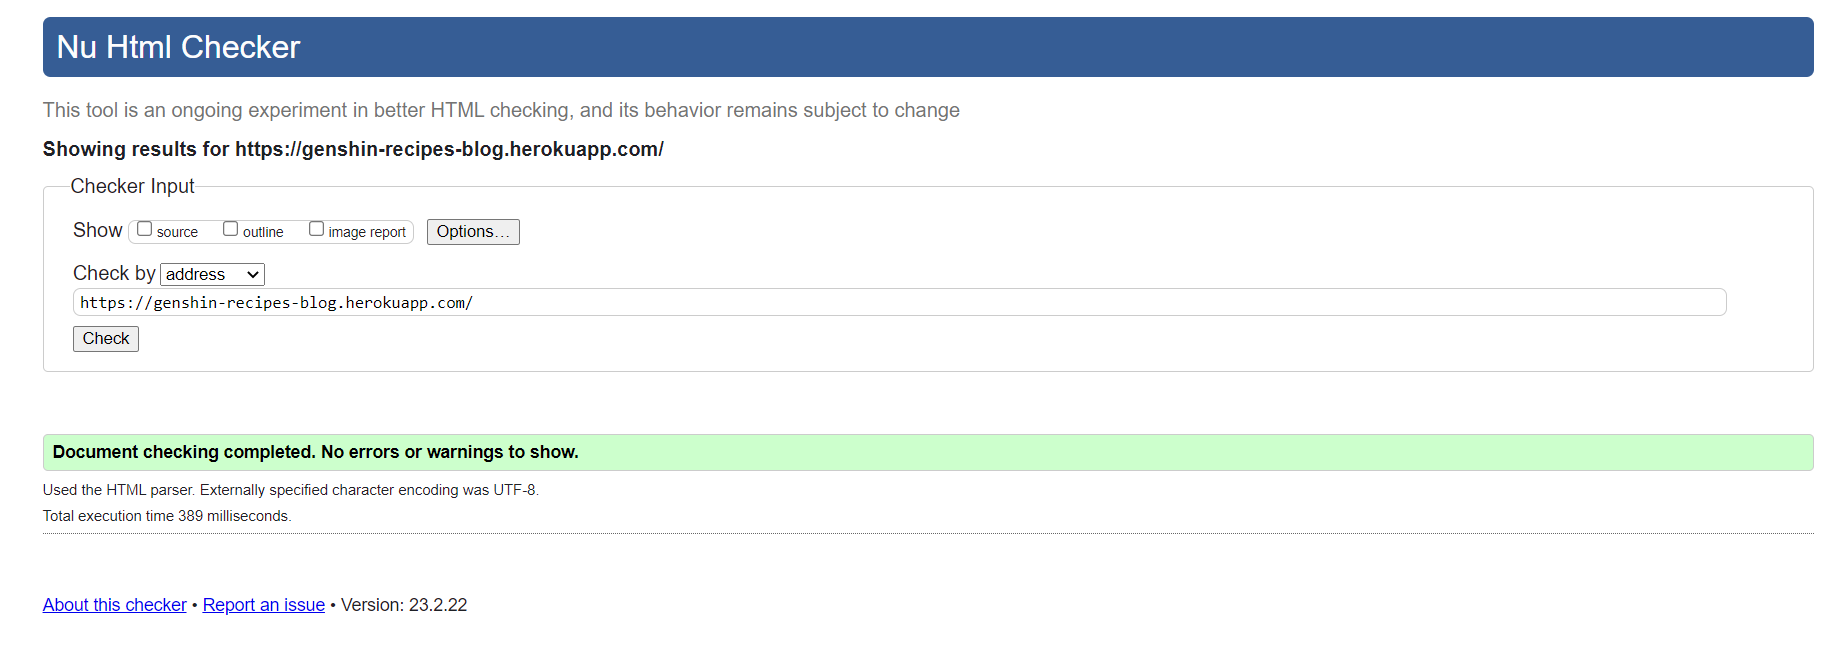 Nu Html Checker
This tool is an ongoing experiment in better HTML checking, and its behavior remains subject to change
Showing results for https://genshin-recipes-blog.herokuapp.com/
Checker Input
Show source outline image report Options…
Check by address
https://genshin-recipes-blog.herokuapp.com/
Check
Document checking completed. No errors or warnings to show.
Used the HTML parser. Externally specified character encoding was UTF-8.
Total execution time 389 milliseconds.
About this checker • Report an issue • Version: 23.2.22